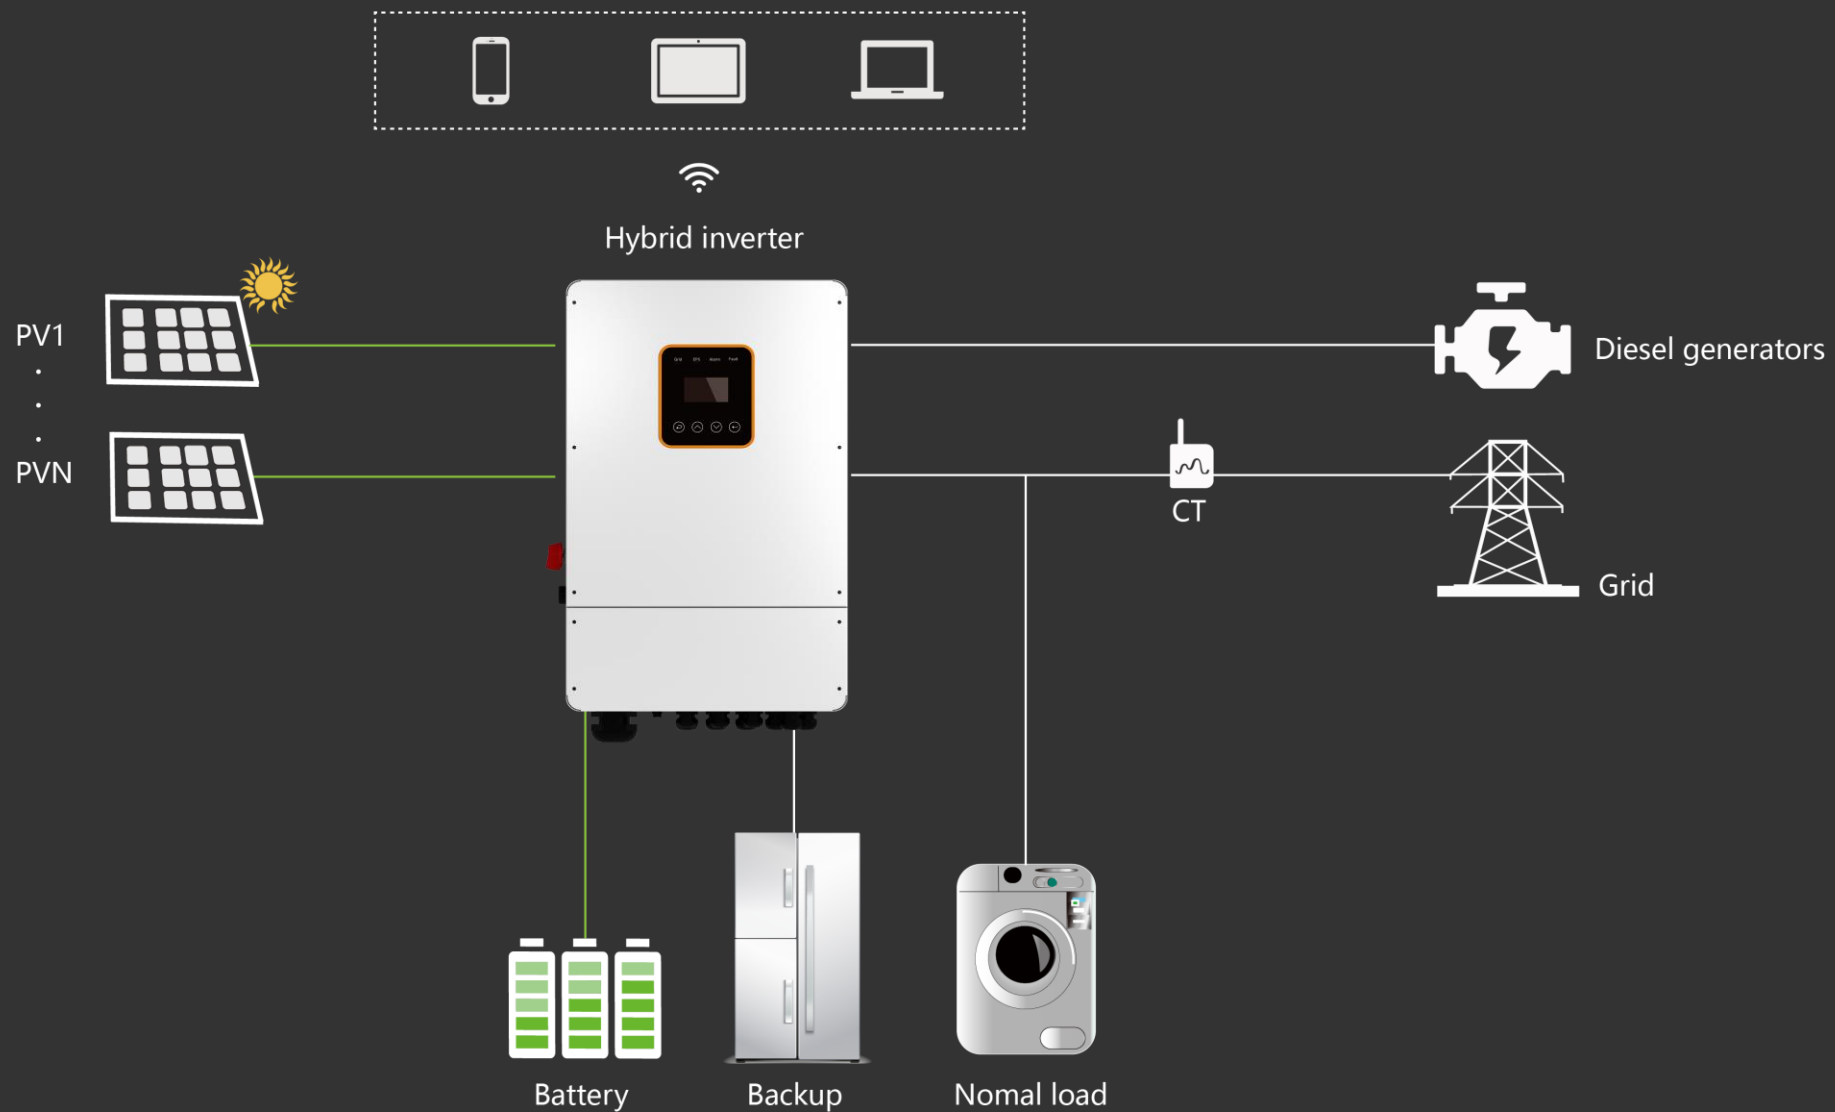 Hybrid inverter
PV1
PVN
Diesel generators
CT
Grid
Battery
Backup
Nomal load